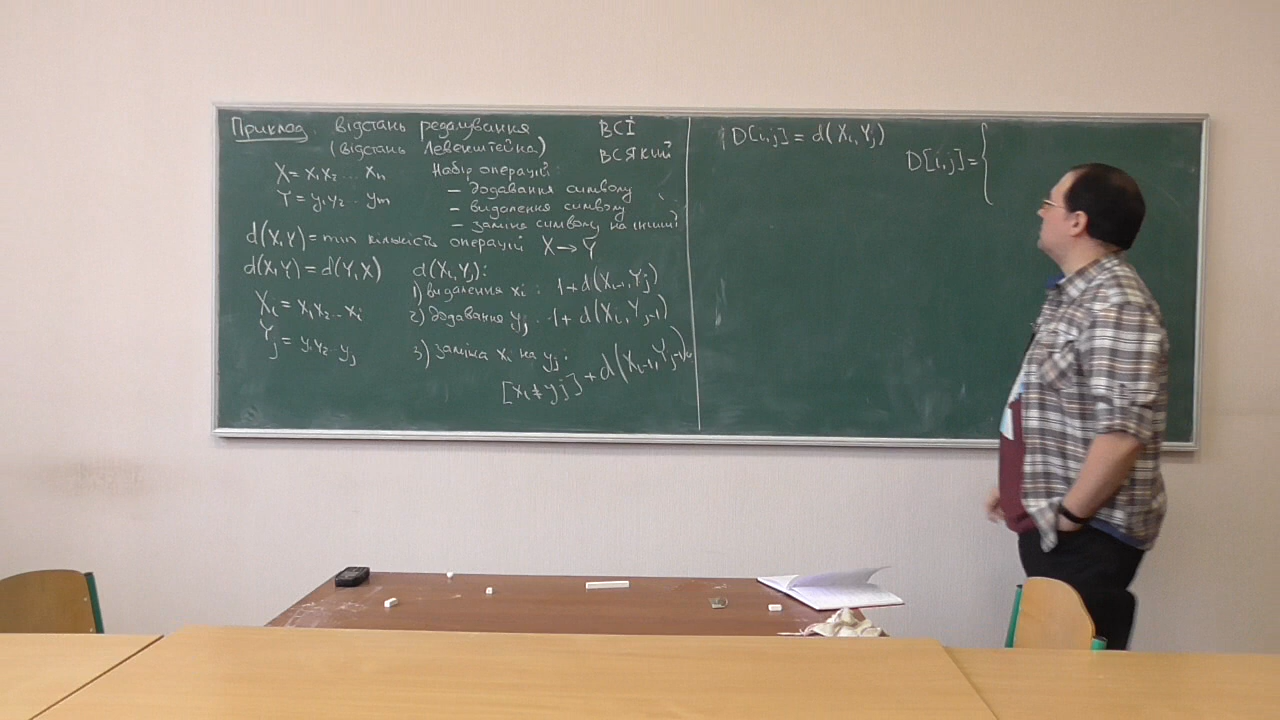 Приклад. відстань редагування
(відстань Левенштейна)
ВСІ
ВСЯКИЙ
X = x₁x₂... xₙ
Y = y₁y₂... yₘ
Набір операцій:
– додавання символу
– видалення символу
– заміна символу на інший
d(X,Y) = min кількість операцій X → Y
d(X,Y) = d(Y,X)
Xᵢ = x₁x₂...xᵢ
Yⱼ = y₁y₂...yⱼ
d(Xᵢ,Yⱼ):
1) видалення xᵢ: 1+d(Xᵢ₋₁,Yⱼ)
2) додавання yⱼ: 1+d(Xᵢ,Yⱼ₋₁)
3) заміна xᵢ на yⱼ:
[xᵢ≠yⱼ]+d(Xᵢ₋₁,Yⱼ₋₁)
D[i,j] = d(Xᵢ,Yⱼ)
D[i,j] = {